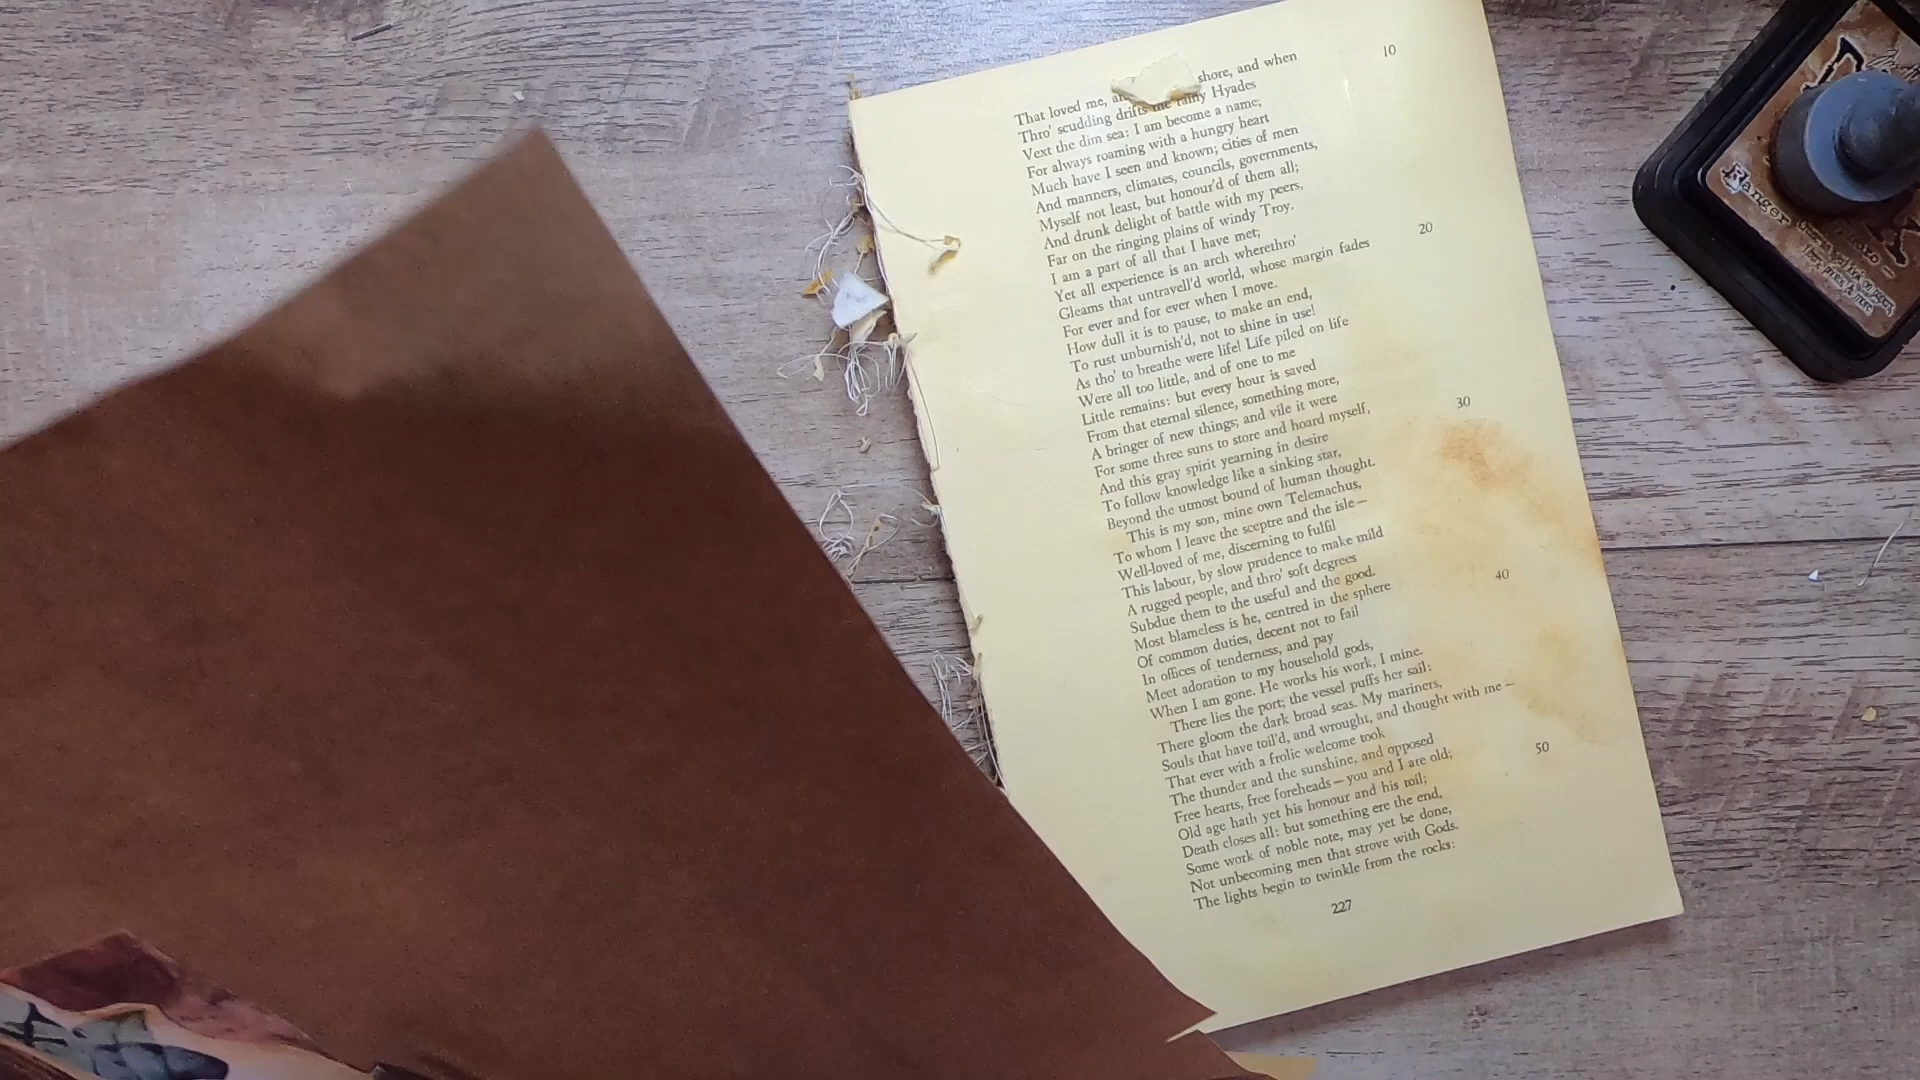 That loved me, an shore, and when
10
Thro' scudding drifts the rainy Hyades
Vext the dim sea: I am become a name;
For always roaming with a hungry heart
Much have I seen and known; cities of men
And manners, climates, councils, governments,
Myself not least, but honour'd of them all;
And drunk delight of battle with my peers,
Far on the ringing plains of windy Troy.
I am a part of all that I have met;
Yet all experience is an arch wherethro'
Gleams that untravell'd world, whose margin fades
20
For ever and for ever when I move.
How dull it is to pause, to make an end,
To rust unburnish'd, not to shine in use!
As tho' to breathe were life! Life piled on life
Were all too little, and of one to me
Little remains: but every hour is saved
From that eternal silence, something more,
A bringer of new things; and vile it were
For some three suns to store and hoard myself,
And this gray spirit yearning in desire
30
To follow knowledge like a sinking star,
Beyond the utmost bound of human thought.
This is my son, mine own Telemachus,
To whom I leave the sceptre and the isle—
Well-loved of me, discerning to fulfil
This labour, by slow prudence to make mild
A rugged people, and thro' soft degrees
Subdue them to the useful and the good.
Most blameless is he, centred in the sphere
Of common duties, decent not to fail
40
In offices of tenderness, and pay
Meet adoration to my household gods,
When I am gone. He works his work, I mine.
There lies the port; the vessel puffs her sail:
There gloom the dark broad seas. My mariners,
Souls that have toil'd, and wrought, and thought with me—
That ever with a frolic welcome took
The thunder and the sunshine, and opposed
Free hearts, free foreheads—you and I are old;
Old age hath yet his honour and his toil;
50
Death closes all: but something ere the end,
Some work of noble note, may yet be done,
Not unbecoming men that strove with Gods.
The lights begin to twinkle from the rocks:
227
Ranger